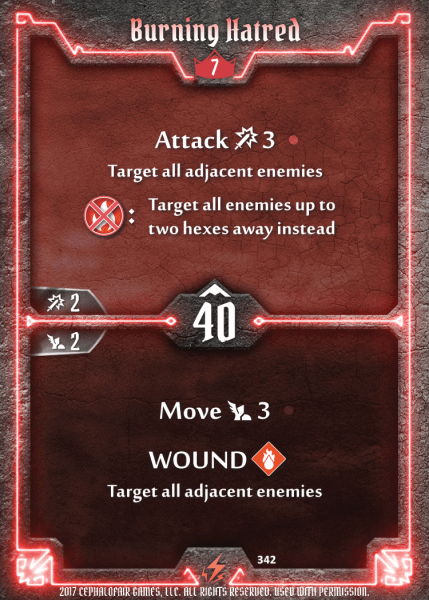 Burning Hatred
7
Attack 3
Target all adjacent enemies
: Target all enemies up to
two hexes away instead
2
40
2
Move 3
WOUND
Target all adjacent enemies
342
2017 CEPHALOFAIR GAMES, LLC. ALL RIGHTS RESERVED. USED WITH PERMISSION.